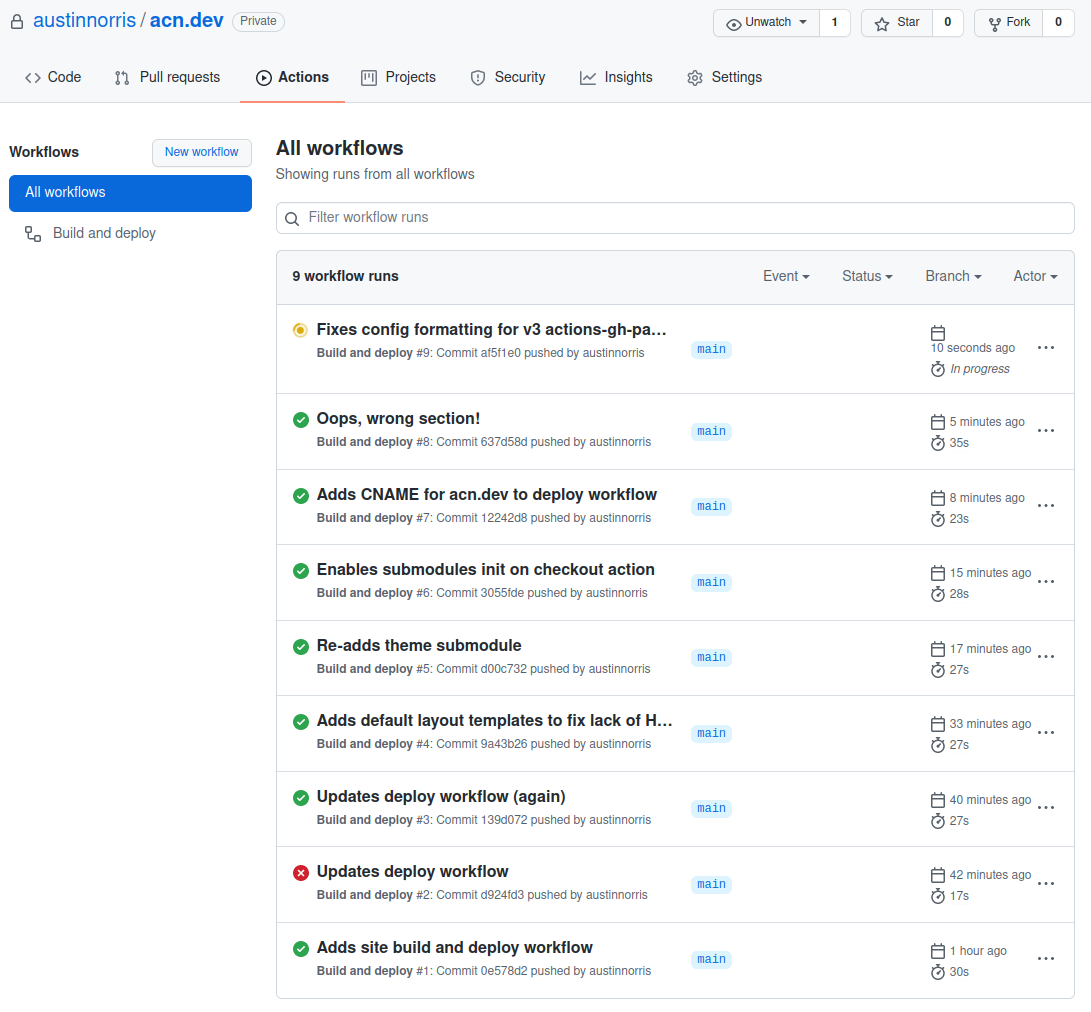 austinnorris / acn.dev Private
Unwatch 1 Star 0 Fork 0
Code Pull requests Actions Projects Security Insights Settings
Workflows
New workflow
All workflows
Build and deploy
All workflows
Showing runs from all workflows
Filter workflow runs
9 workflow runs Event Status Branch Actor
Fixes config formatting for v3 actions-gh-pa…
Build and deploy #9: Commit af5f1e0 pushed by austinnorris
main
10 seconds ago
In progress
Oops, wrong section!
Build and deploy #8: Commit 637d58d pushed by austinnorris
main
5 minutes ago
35s
Adds CNAME for acn.dev to deploy workflow
Build and deploy #7: Commit 12242d8 pushed by austinnorris
main
8 minutes ago
23s
Enables submodules init on checkout action
Build and deploy #6: Commit 3055fde pushed by austinnorris
main
15 minutes ago
28s
Re-adds theme submodule
Build and deploy #5: Commit d00c732 pushed by austinnorris
main
17 minutes ago
27s
Adds default layout templates to fix lack of H…
Build and deploy #4: Commit 9a43b26 pushed by austinnorris
main
33 minutes ago
27s
Updates deploy workflow (again)
Build and deploy #3: Commit 139d072 pushed by austinnorris
main
40 minutes ago
27s
Updates deploy workflow
Build and deploy #2: Commit d924fd3 pushed by austinnorris
main
42 minutes ago
17s
Adds site build and deploy workflow
Build and deploy #1: Commit 0e578d2 pushed by austinnorris
main
1 hour ago
30s